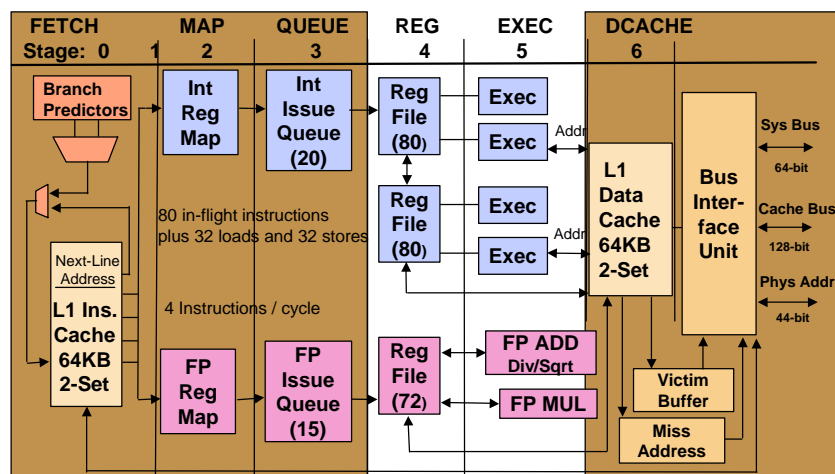 FETCH MAP QUEUE REG EXEC DCACHE
Stage: 0 1 2 3 4 5 6
Branch
Predictors
Int
Reg
Map
Int
Issue
Queue
(20)
Reg
File
(80)
Exec
Exec
Addr
Reg
File
(80)
Exec
Exec
Addr
80 in-flight instructions
plus 32 loads and 32 stores
Next-Line
Address
L1 Ins.
Cache
64KB
2-Set
4 Instructions / cycle
FP
Reg
Map
FP
Issue
Queue
(15)
Reg
File
(72)
FP ADD
Div/Sqrt
FP MUL
L1
Data
Cache
64KB
2-Set
Bus
Inter-
face
Unit
Sys Bus
64-bit
Cache Bus
128-bit
Phys Addr
44-bit
Victim
Buffer
Miss
Address